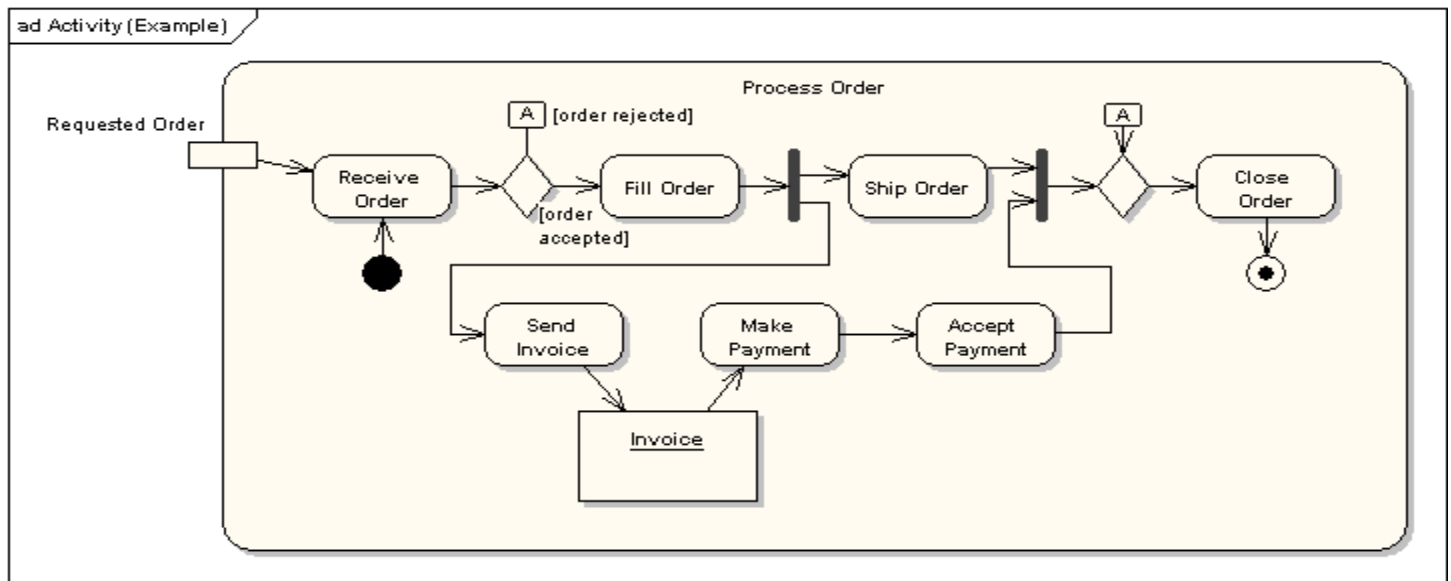 ad Activity (Example)
Process Order
Requested Order
A
[order rejected]
A
Receive
Order
Fill Order
Ship Order
Close
Order
[order
accepted]
Send
Invoice
Make
Payment
Accept
Payment
Invoice